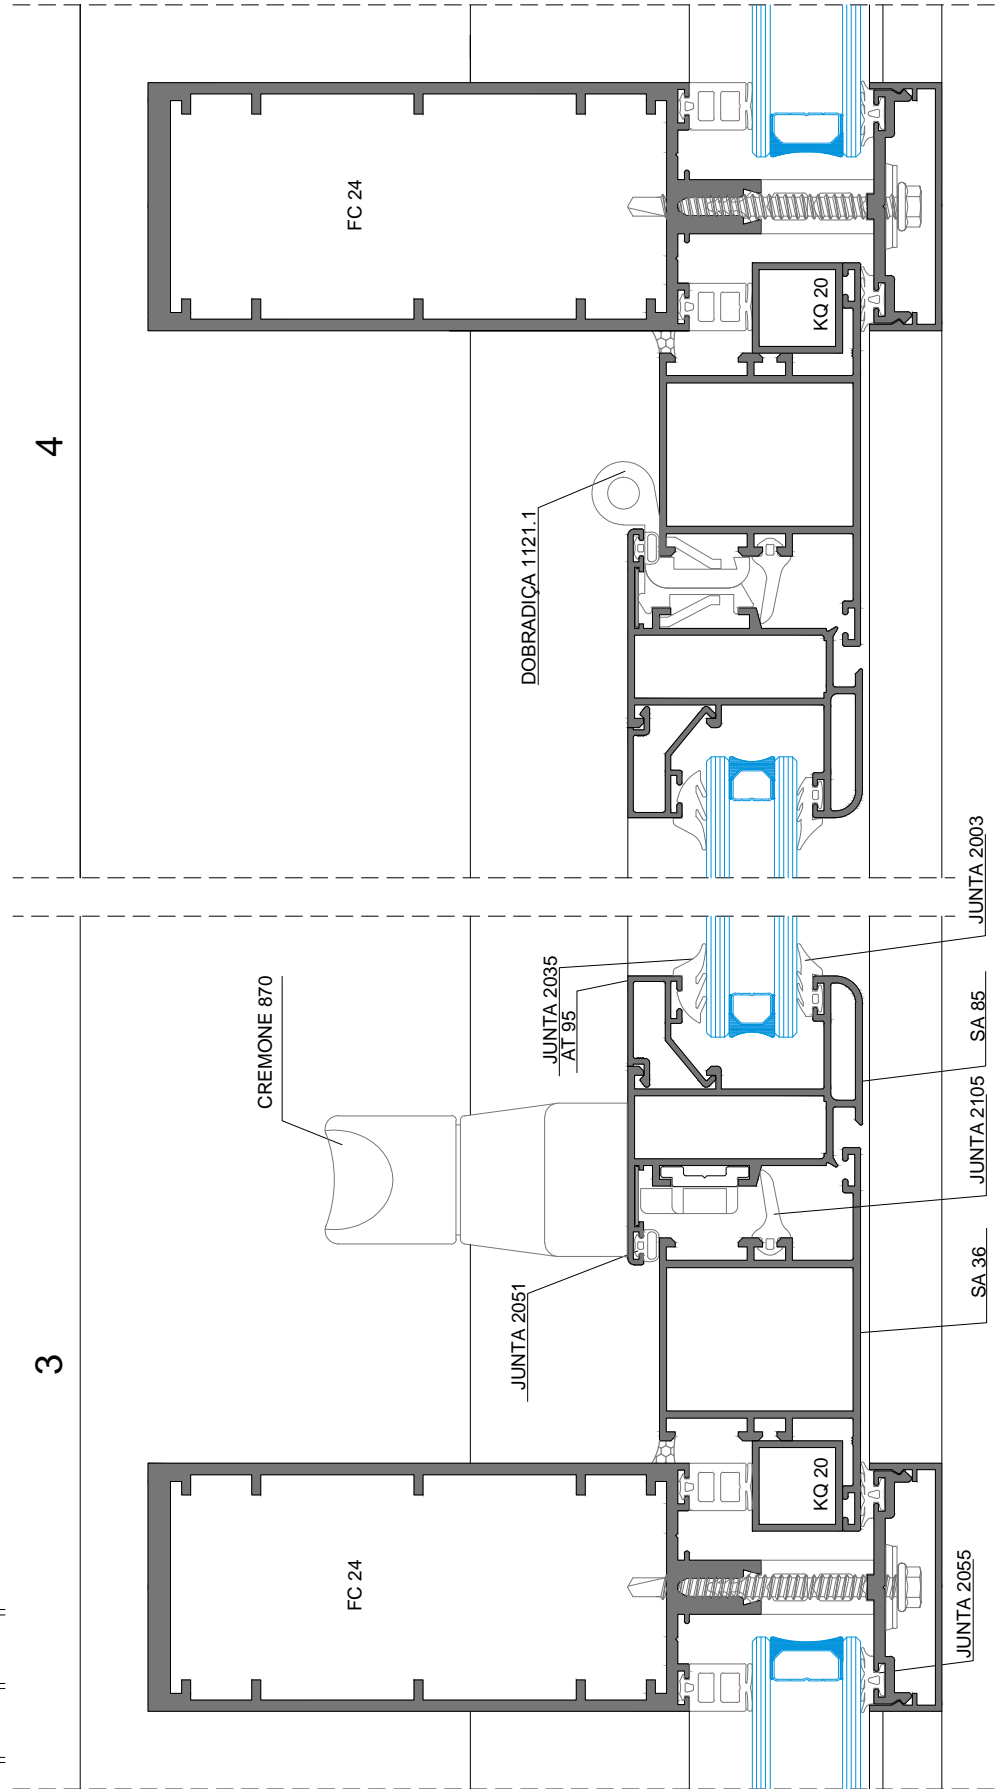 4
FC 24
KQ 20
DOBRADIÇA 1121.1
3
CREMONE 870
JUNTA 2035
AT 95
JUNTA 2003
SA 85
JUNTA 2105
SA 36
JUNTA 2051
FC 24
KQ 20
JUNTA 2055